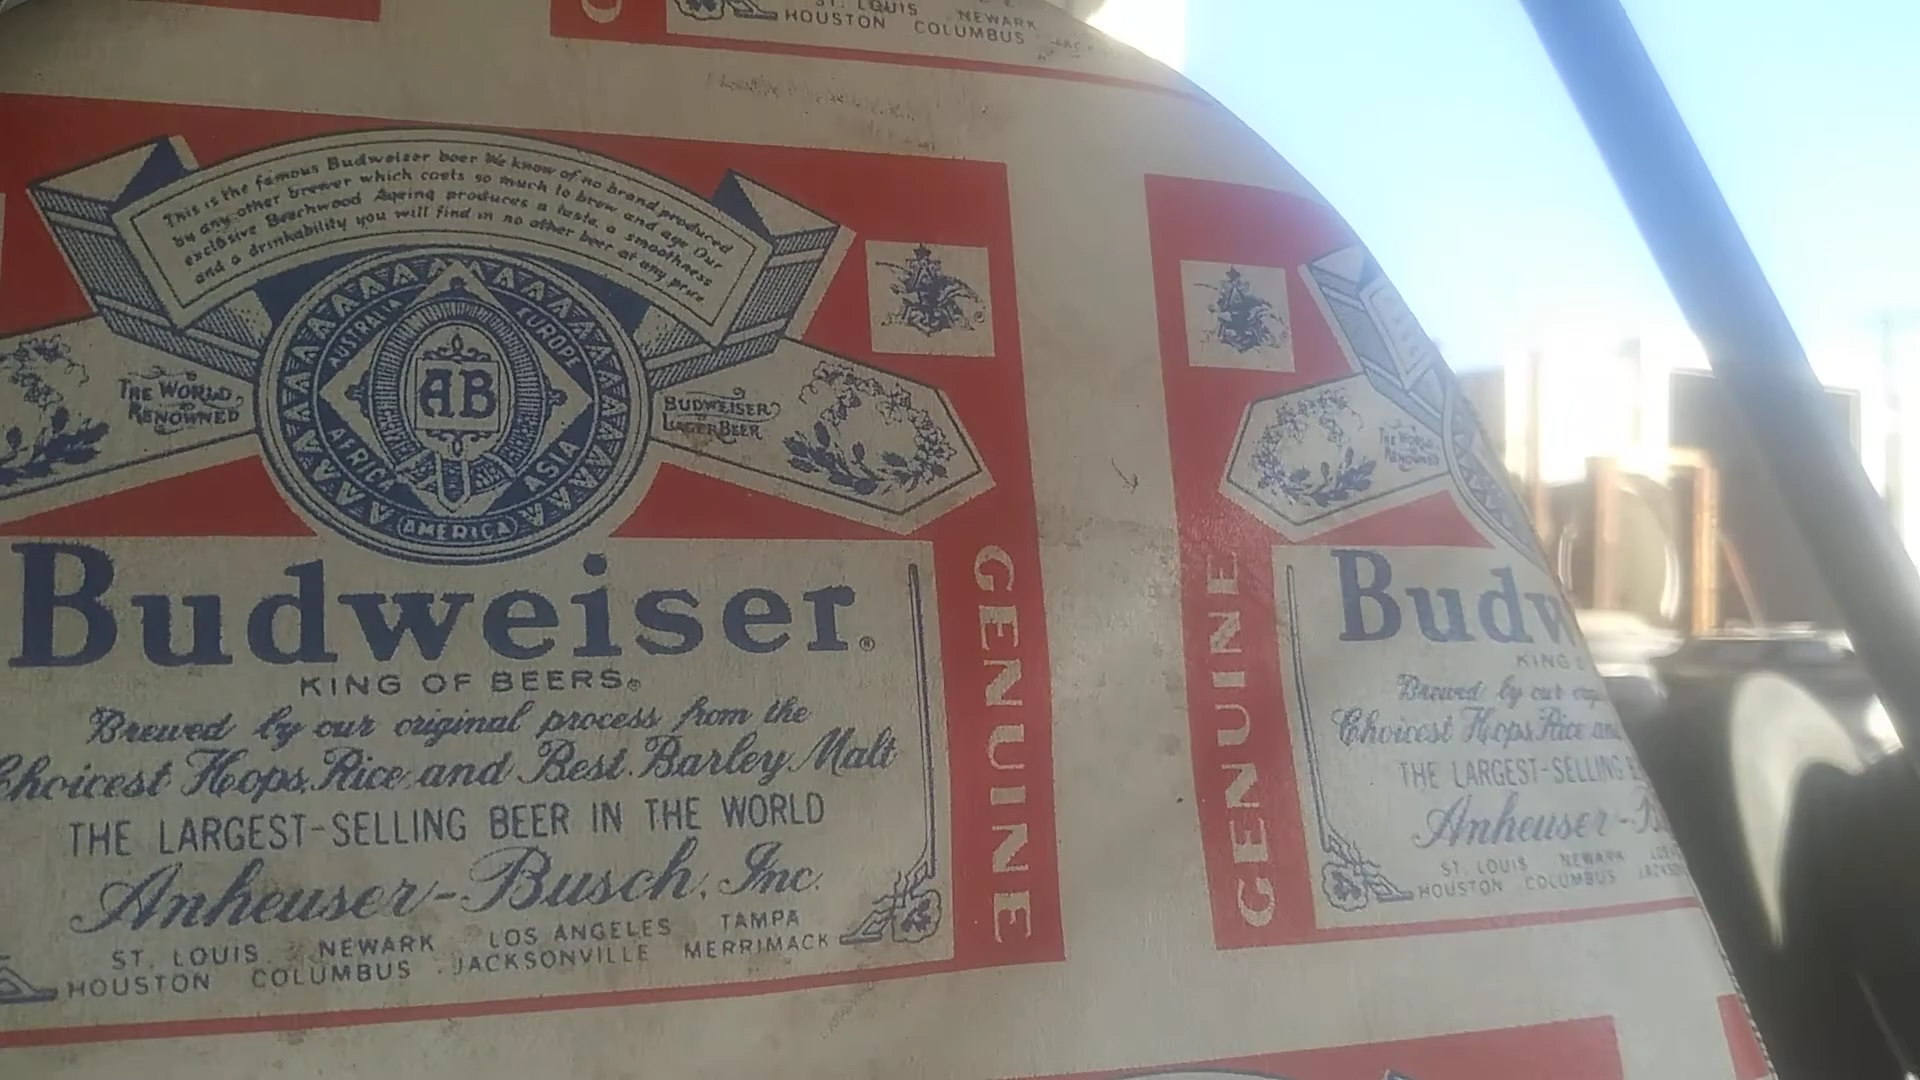 ST. LOUIS NEWARK
HOUSTON COLUMBUS
This is the famous Budweiser beer We know of no brand produced
by any other brewer which costs so much to brew and age Our
exclusive Beechwood Ageing produces a taste, a smoothness
and a drinkability you will find in no other beer at any price.
AUSTRALIA
EUROPE
AB
AFRICA
ASIA
AMERICA
THE WORLD
RENOWNED
BUDWEISER
LAGER BEER
Budweiser®
KING OF BEERS®
Brewed by our original process from the
Choicest Hops, Rice and Best Barley Malt
THE LARGEST-SELLING BEER IN THE WORLD
Anheuser-Busch, Inc.
ST. LOUIS NEWARK LOS ANGELES TAMPA
HOUSTON COLUMBUS JACKSONVILLE MERRIMACK
GENUINE
GENUINE
THE WORLD
RENOWNED
Budw
KING
Brewed by our
Choicest Hops, Rice and
THE LARGEST-SELLING
Anheuser-B
ST. LOUIS NEWARK
HOUSTON COLUMBUS